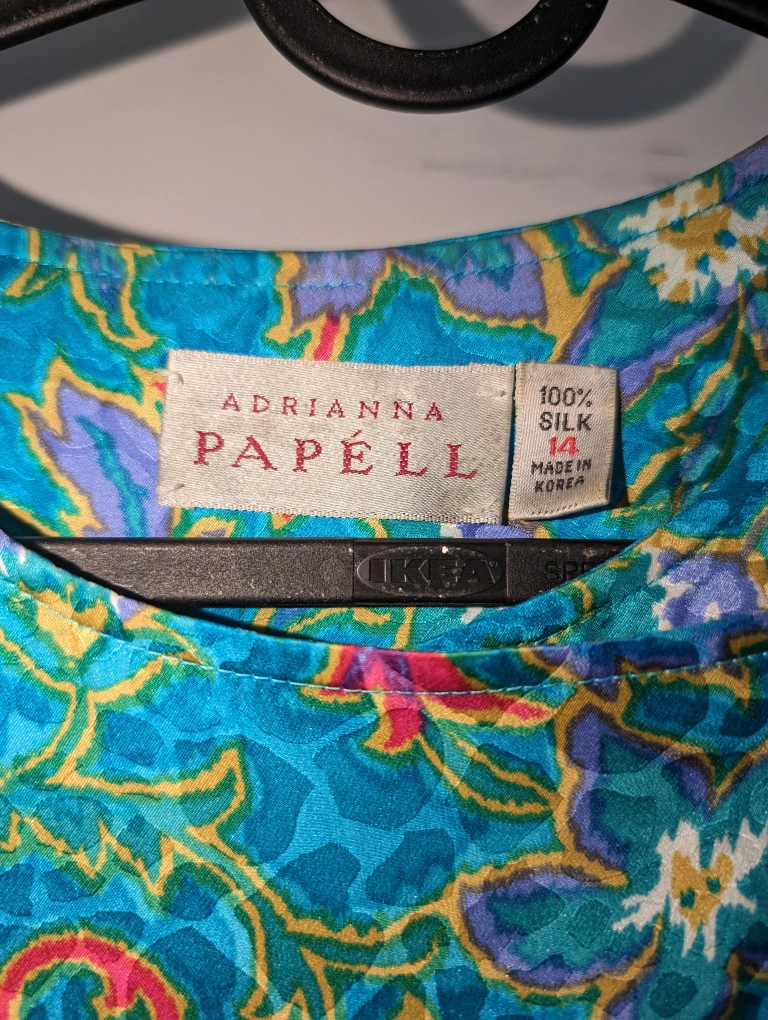 ADRIANNA
PAPÉLL
100%
SILK
14
MADE IN
KOREA
IKEA